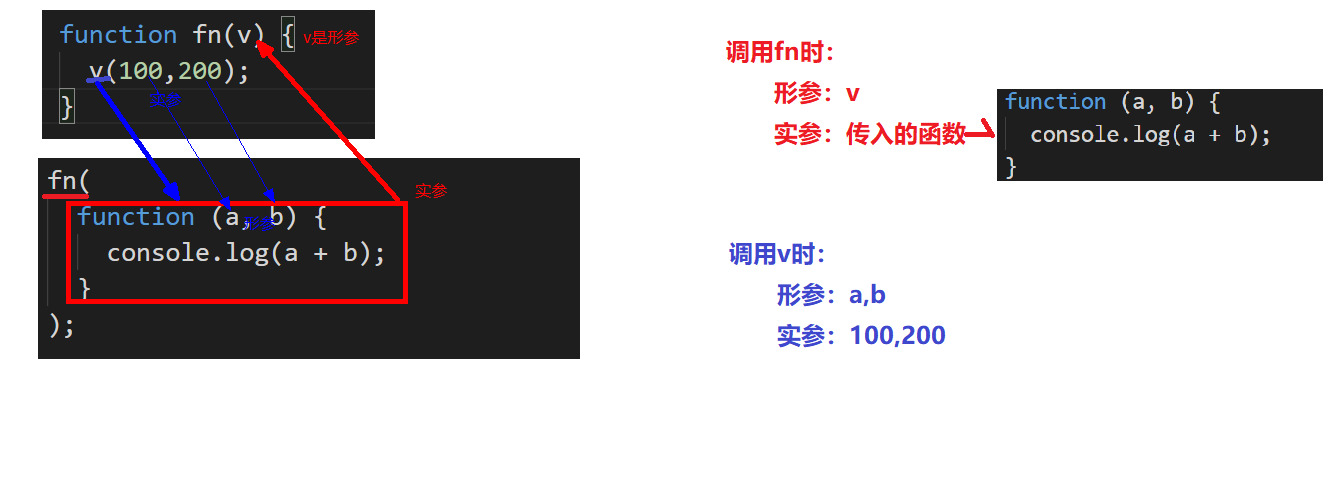 function fn(v) { v是形参
v(100,200);
实参
}
fn(
实参
function (a, b) {
形参
console.log(a + b);
}
);
调用fn时：
形参：v
实参：传入的函数
function (a, b) {
console.log(a + b);
}
调用v时：
形参：a,b
实参：100,200